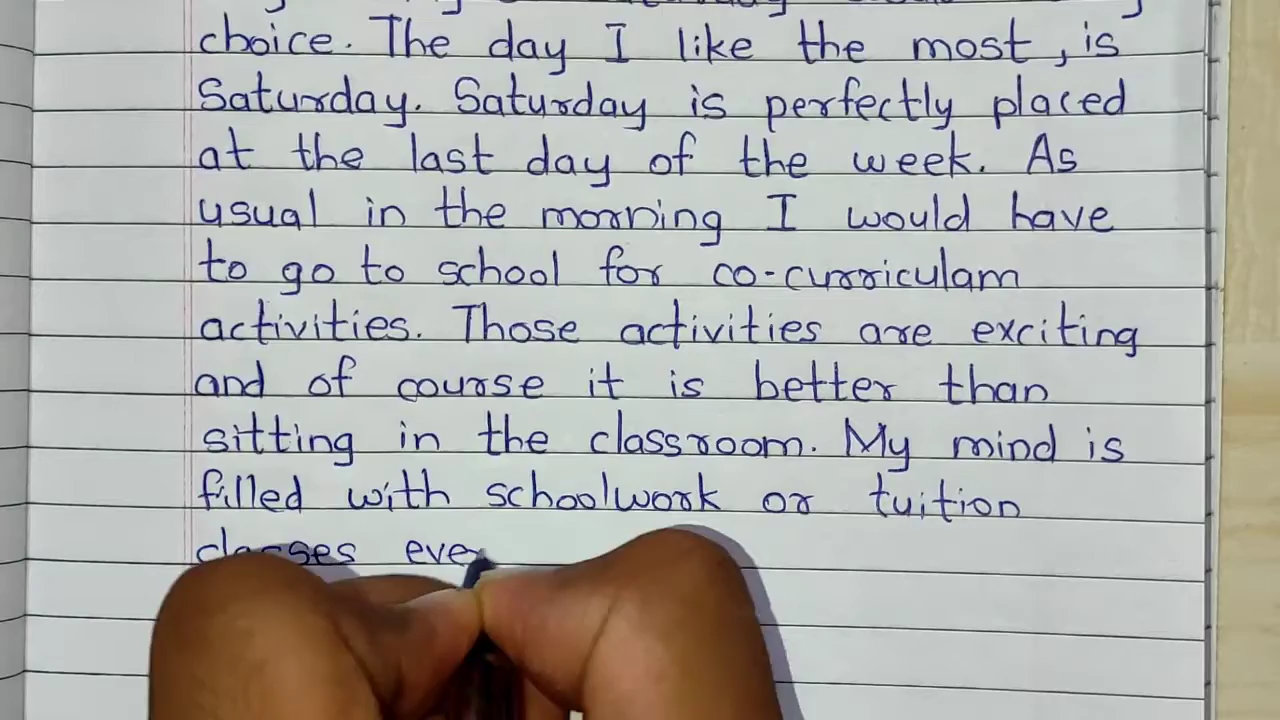 choice. The day I like the most, is
Saturday. Saturday is perfectly placed
at the last day of the week. As
usual in the morning I would have
to go to school for co-curriculam
activities. Those activities are exciting
and of course it is better than
sitting in the classroom. My mind is
filled with schoolwork or tuition
classes eve